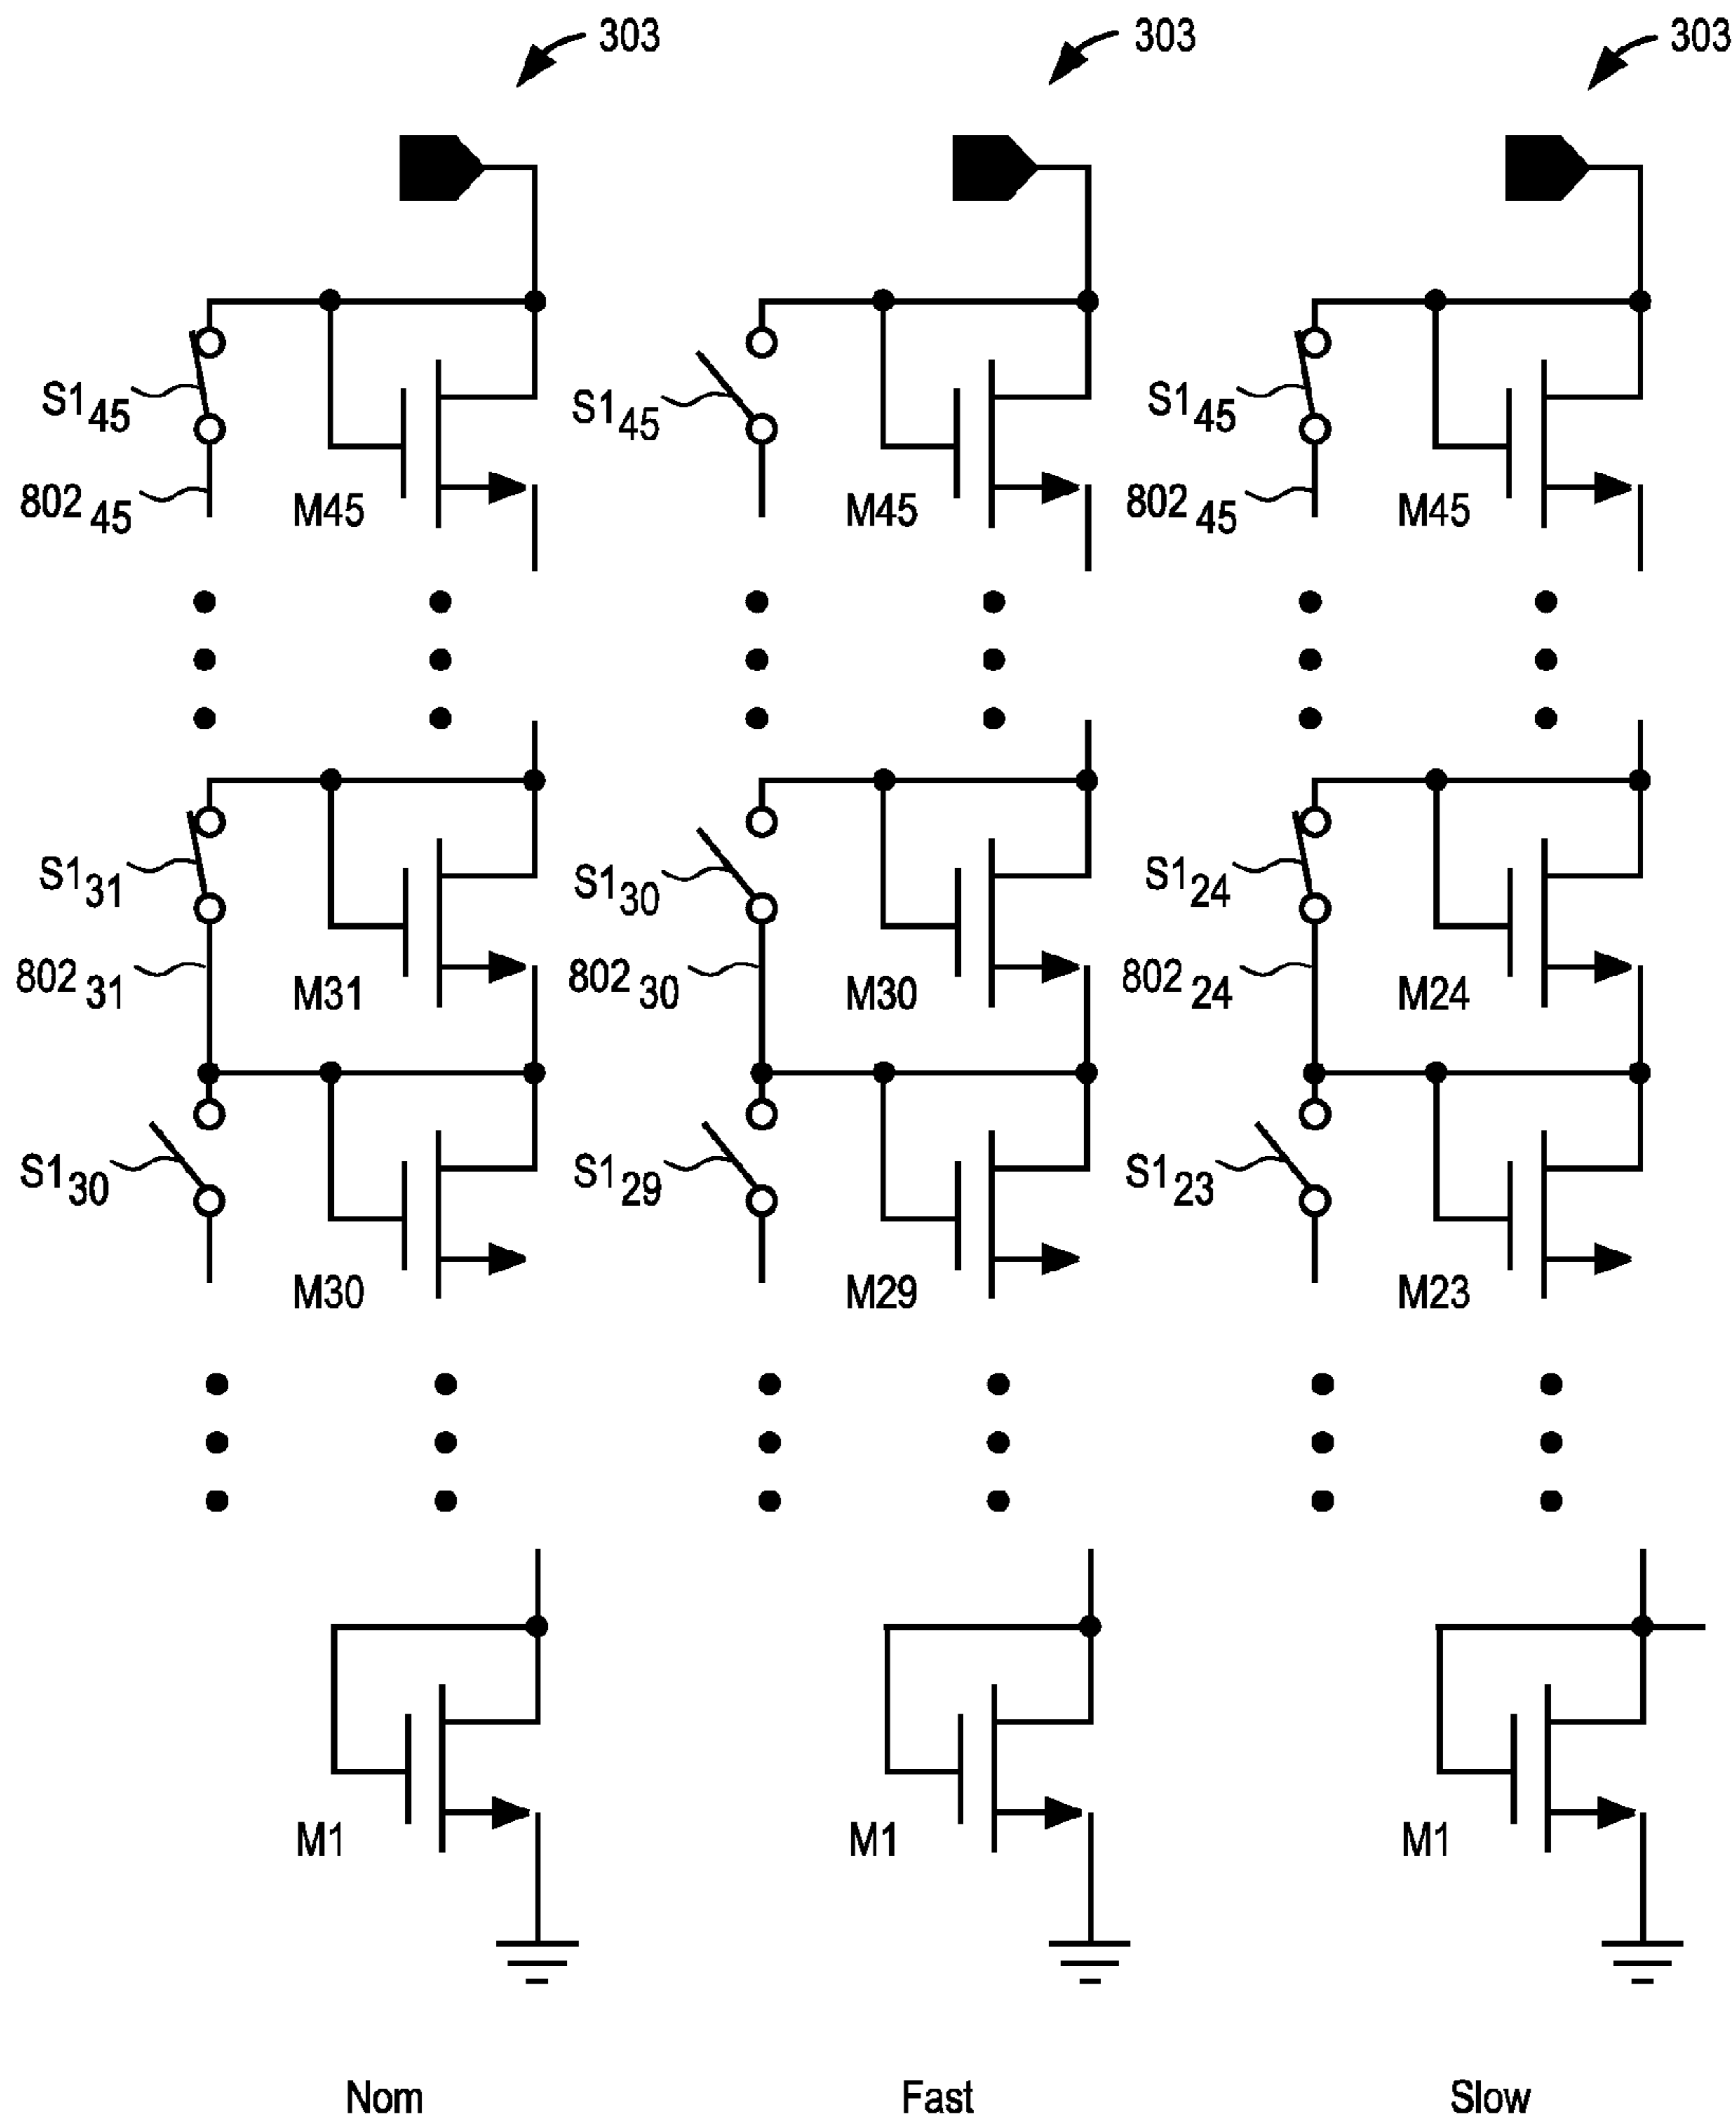 303 303 303
S1 45 S1 45 S1 45
802 45 M45 M45 802 45 M45
S1 31 S1 30 S1 24
802 31 M31 802 30 M30 802 24 M24
S1 30 S1 29 S1 23
M30 M29 M23
M1 M1 M1
Nom Fast Slow